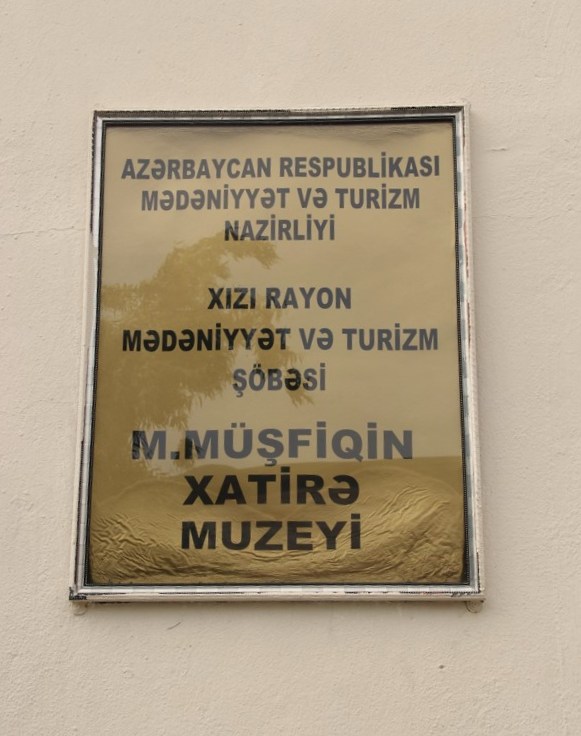 AZƏRBAYCAN RESPUBLİKASI
MƏDƏNİYYƏT VƏ TURİZM
NAZİRLİYİ
XIZI RAYON
MƏDƏNİYYƏT VƏ TURİZM
ŞÖBƏSİ
M.MÜŞFİQİN
XATİRƏ
MUZEYİ